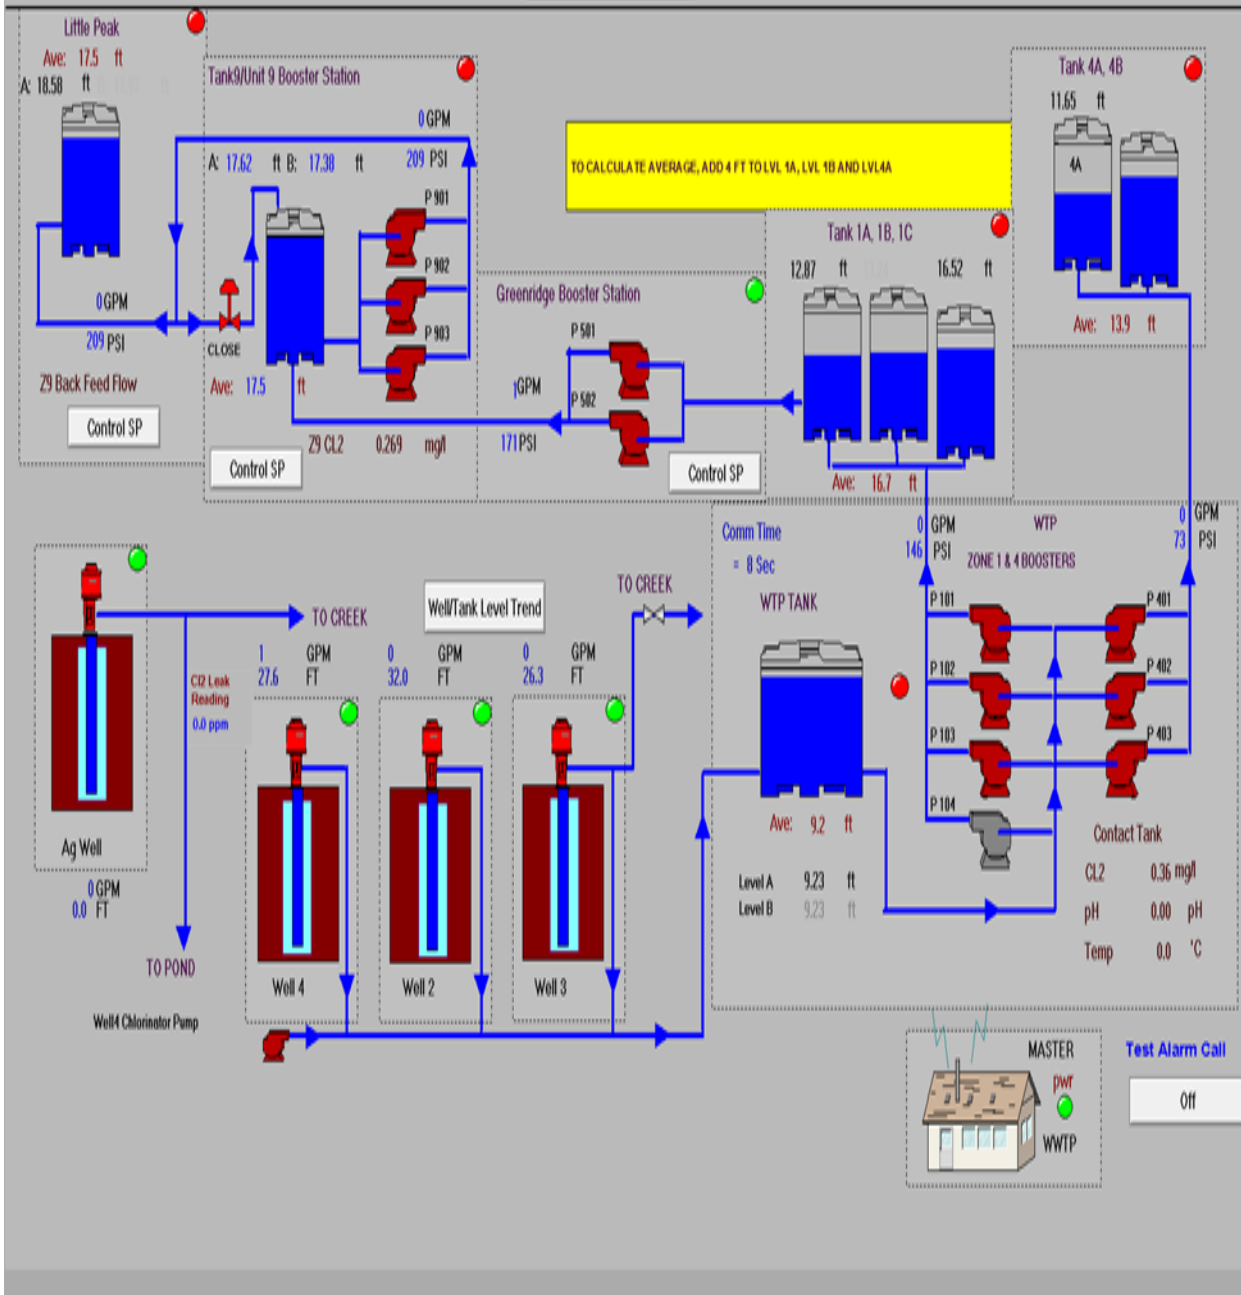 Little Peak
Ave: 17.5 ft
A: 18.58 ft
Tank9/Unit 9 Booster Station
0 GPM
209 PSI
A: 17.62 ft B: 17.38 ft
P 901
P 902
P 903
CLOSE
Ave: 17.5 ft
Z9 CL2 0.269 mg/l
Control SP
0 GPM
209 PSI
Z9 Back Feed Flow
Control SP
TO CALCULATE AVERAGE, ADD 4 FT TO LVL 1A, LVL 1B AND LVL4A
Greenridge Booster Station
P 501
P 502
GPM
171 PSI
Control SP
Tank 1A, 1B, 1C
12.87 ft
16.52 ft
Ave: 16.7 ft
Tank 4A, 4B
11.65 ft
4A
Ave: 13.9 ft
Comm Time
= 8 Sec
0 GPM
146 PSI
WTP
ZONE 1 & 4 BOOSTERS
0 GPM
73 PSI
WTP TANK
P 101
P 102
P 103
P 104
P 401
P 402
P 403
Ave: 9.2 ft
Level A 9.23 ft
Level B 9.23 ft
Contact Tank
CL2 0.36 mg/l
pH 0.00 pH
Temp 0.0 °C
TO CREEK
Cl2 Leak
Reading
0.0 ppm
Ag Well
0 GPM
0.0 FT
TO POND
Well/Tank Level Trend
TO CREEK
1 GPM
27.6 FT
0 GPM
32.0 FT
0 GPM
26.3 FT
Well 4
Well 2
Well 3
Well4 Chlorinator Pump
MASTER
pwr
WWTP
Test Alarm Call
Off